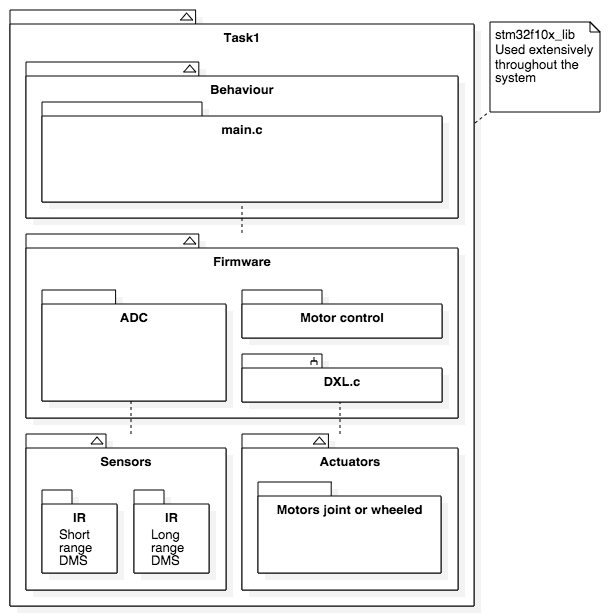 Task1
stm32f10x_lib
Used extensively
throughout the
system
Behaviour
main.c
Firmware
ADC
Motor control
DXL.c
Sensors
IR
Short
range
DMS
IR
Long
range
DMS
Actuators
Motors joint or wheeled